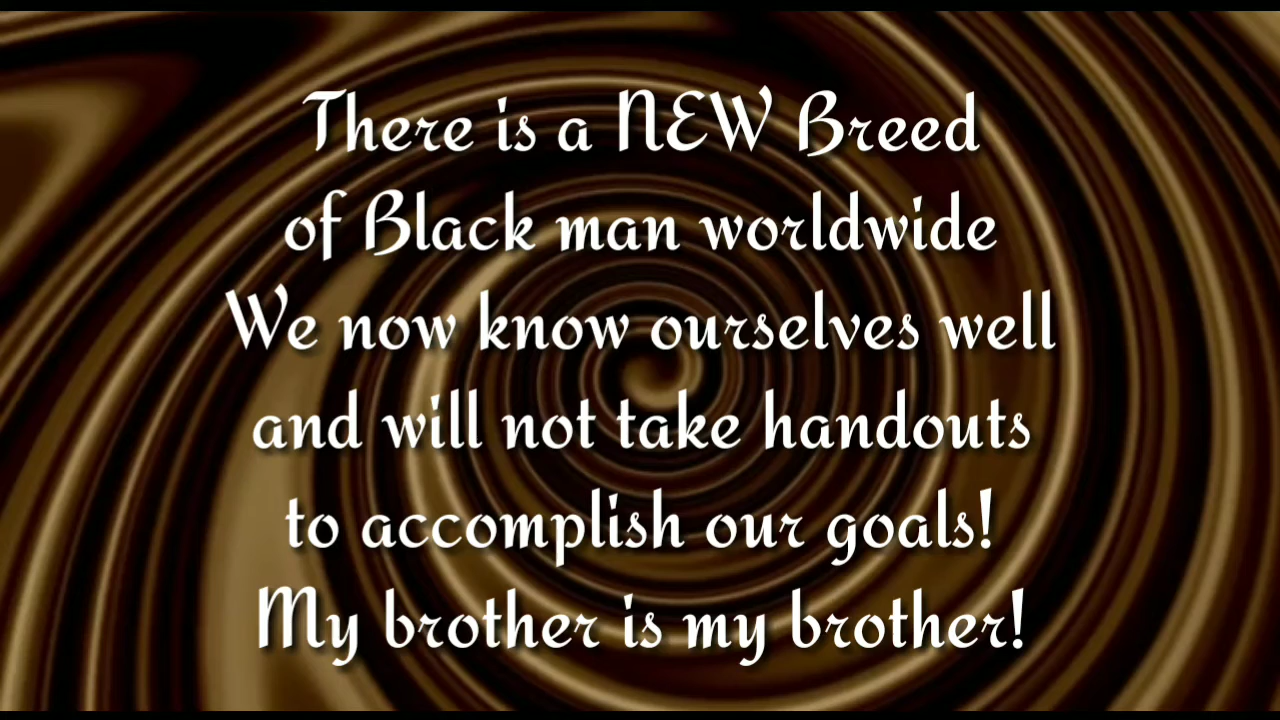 There is a NEW Breed
of Black man worldwide
We now know ourselves well
and will not take handouts
to accomplish our goals!
My brother is my brother!